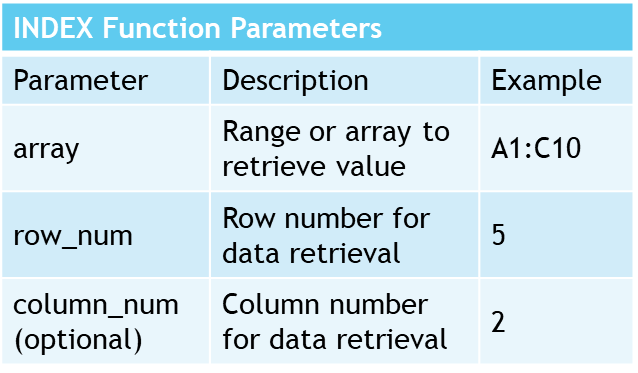 INDEX Function Parameters
Parameter Description Example
array
Range or array to
retrieve value
A1:C10
row_num
Row number for
data retrieval
5
column_num
(optional)
Column number
for data retrieval
2